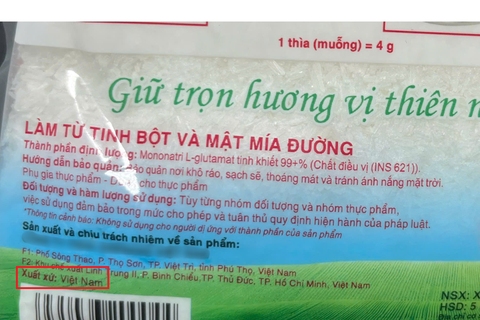 1 thìa (muỗng) = 4 g
Giữ trọn hương vị thiên n
LÀM TỪ TINH BỘT VÀ MẬT MÍA ĐƯỜNG
Thành phần định lượng: Mononatri L-glutamat tinh khiết 99+% (Chất điều vị (INS 621)).
Hướng dẫn bảo quản: Bảo quản nơi khô ráo, sạch sẽ, thoáng mát và tránh ánh nắng mặt trời.
Phụ gia thực phẩm - Dùng cho thực phẩm
Đối tượng và hàm lượng sử dụng: Tùy từng nhóm đối tượng và nhóm thực phẩm,
việc sử dụng đảm bảo trong mức cho phép và tuân thủ quy định hiện hành của pháp luật.
*Thông tin cảnh báo: Không sử dụng cho người dị ứng với thành phần của sản phẩm
Sản xuất và chịu trách nhiệm về sản phẩm:
F1: Phố Sông Thao, P. Thọ Sơn, TP. Việt Trì, tỉnh Phú Thọ, Việt Nam
F2: Khu chế xuất Linh Trung II, P. Bình Chiểu, TP. Thủ Đức, TP. Hồ Chí Minh, Việt Nam
Xuất xứ: Việt Nam
NSX: X
HSD: 5